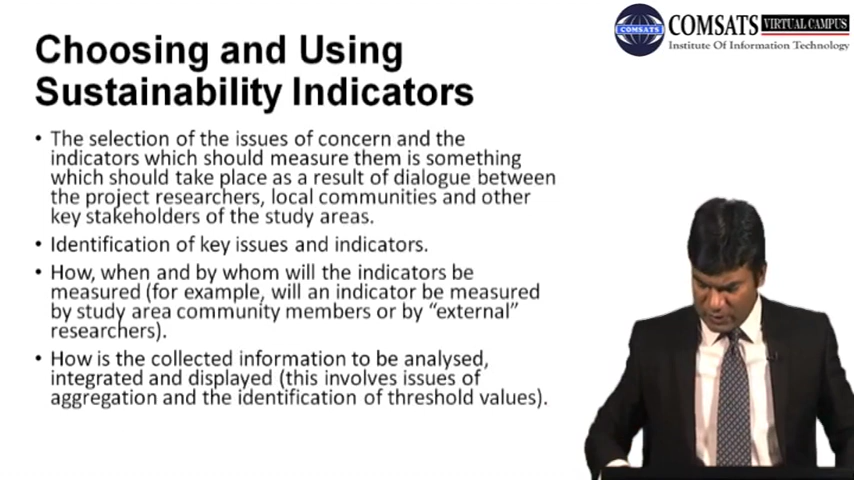 COMSATS VIRTUAL CAMPUS
COMSATS
Institute Of Information Technology
Choosing and Using
Sustainability Indicators
• The selection of the issues of concern and the
indicators which should measure them is something
which should take place as a result of dialogue between
the project researchers, local communities and other
key stakeholders of the study areas.
• Identification of key issues and indicators.
• How, when and by whom will the indicators be
measured (for example, will an indicator be measured
by study area community members or by “external”
researchers).
• How is the collected information to be analysed,
integrated and displayed (this involves issues of
aggregation and the identification of threshold values).